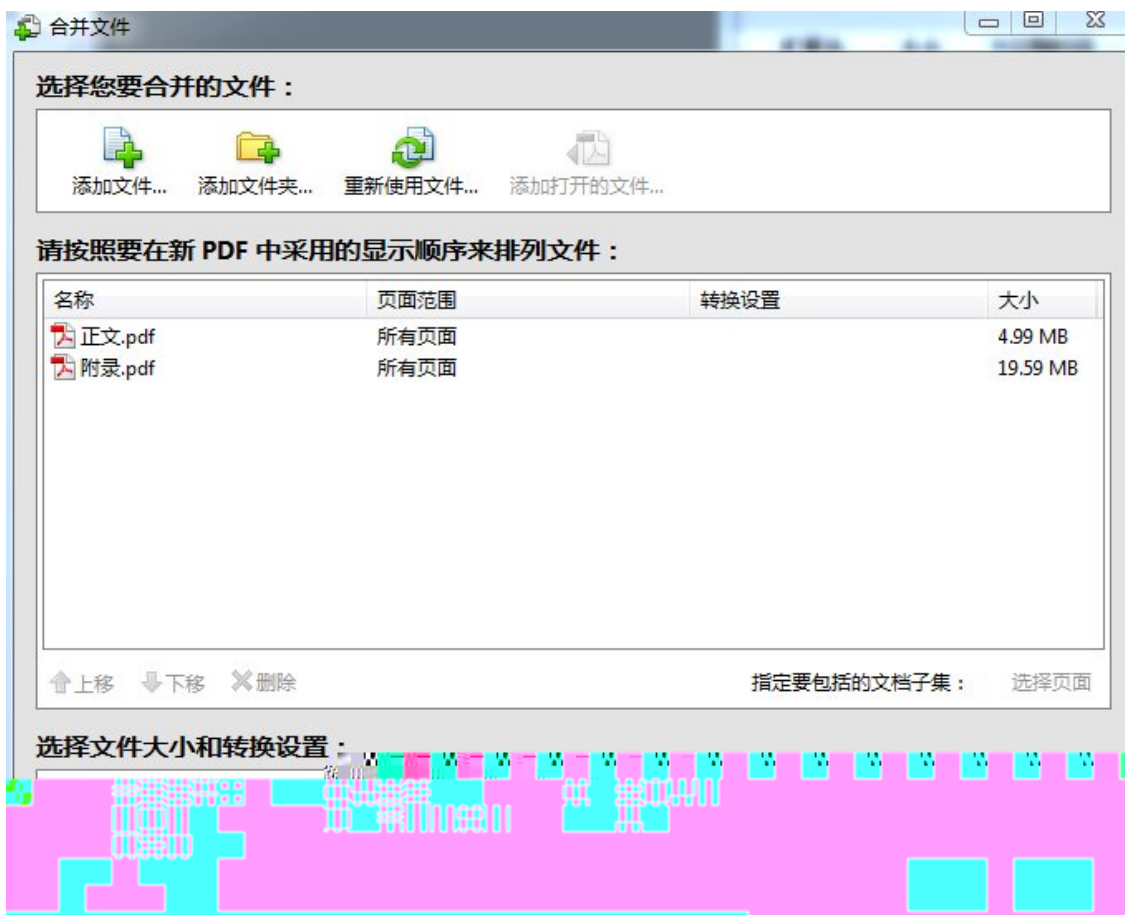 合并文件
选择您要合并的文件：
添加文件... 添加文件夹... 重新使用文件... 添加打开的文件...
请按照要在新 PDF 中采用的显示顺序来排列文件：
名称 页面范围 转换设置 大小
正文.pdf 所有页面 4.99 MB
附录.pdf 所有页面 19.59 MB
上移 下移 删除 指定要包括的文档子集： 选择页面
选择文件大小和转换设置：